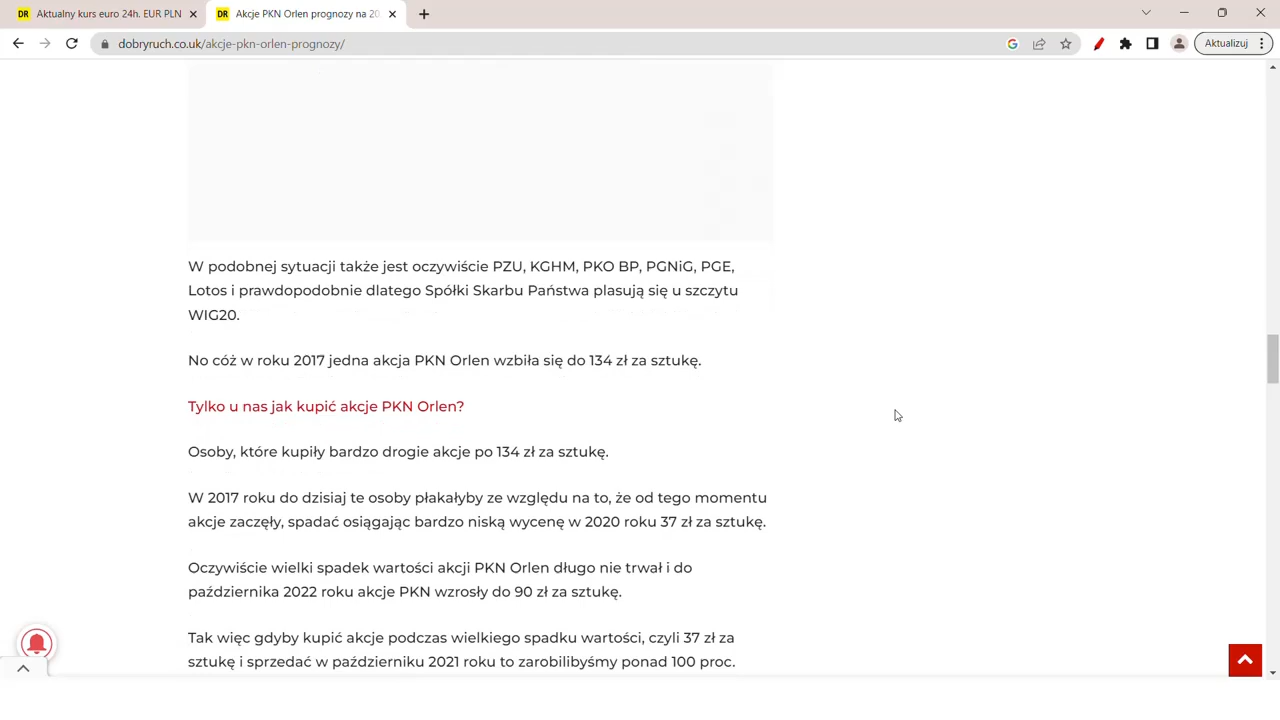 DR Aktualny kurs euro 24h. EUR PLN
DR Akcje PKN Orlen prognozy na 20
dobryruch.co.uk/akcje-pkn-orlen-prognozy/
Aktualizuj
W podobnej sytuacji także jest oczywiście PZU, KGHM, PKO BP, PGNiG, PGE,
Lotos i prawdopodobnie dlatego Spółki Skarbu Państwa plasują się u szczytu
WIG20.
No cóż w roku 2017 jedna akcja PKN Orlen wzbiła się do 134 zł za sztukę.
Tylko u nas jak kupić akcje PKN Orlen?
Osoby, które kupiły bardzo drogie akcje po 134 zł za sztukę.
W 2017 roku do dzisiaj te osoby płakałyby ze względu na to, że od tego momentu
akcje zaczęły, spadać osiągając bardzo niską wycenę w 2020 roku 37 zł za sztukę.
Oczywiście wielki spadek wartości akcji PKN Orlen długo nie trwał i do
października 2022 roku akcje PKN wzrosły do 90 zł za sztukę.
Tak więc gdyby kupić akcje podczas wielkiego spadku wartości, czyli 37 zł za
sztukę i sprzedać w październiku 2021 roku to zarobilibyśmy ponad 100 proc.